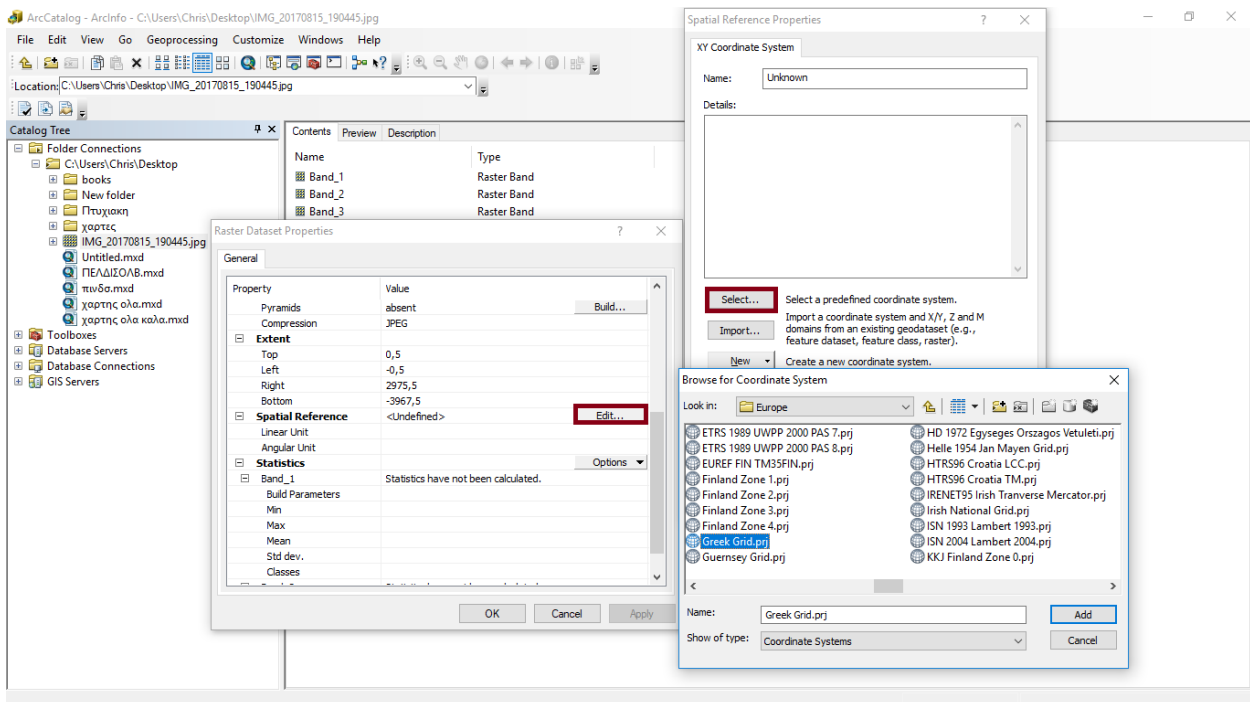 ArcCatalog - ArcInfo - C:\Users\Chris\Desktop\IMG_20170815_190445.jpg
File Edit View Go Geoprocessing Customize Windows Help
Location: C:\Users\Chris\Desktop\IMG_20170815_190445.jpg
Catalog Tree
Folder Connections
C:\Users\Chris\Desktop
books
New folder
Πτυχιακη
χαρτες
IMG_20170815_190445.jpg
Untitled.mxd
ΠΕΛΔΙΣΟΛΒ.mxd
πινδσ.mxd
χαρτης ολα.mxd
χαρτης ολα καλα.mxd
Toolboxes
Database Servers
Database Connections
GIS Servers
Contents Preview Description
Name Type
Band_1 Raster Band
Band_2 Raster Band
Band_3 Raster Band
Raster Dataset Properties ?
General
Property Value
Pyramids absent Build...
Compression JPEG
Extent
Top 0,5
Left -0,5
Right 2975,5
Bottom -3967,5
Spatial Reference <Undefined> Edit...
Linear Unit
Angular Unit
Statistics Options
Band_1 Statistics have not been calculated.
Build Parameters
Min
Max
Mean
Std dev.
Classes
OK Cancel Apply
Spatial Reference Properties ?
XY Coordinate System
Name: Unknown
Details:
Select... Select a predefined coordinate system.
Import... Import a coordinate system and X/Y, Z and M
domains from an existing geodataset (e.g.,
feature dataset, feature class, raster).
New Create a new coordinate system.
Browse for Coordinate System
Look in: Europe
ETRS 1989 UWPP 2000 PAS 7.prj
ETRS 1989 UWPP 2000 PAS 8.prj
EUREF FIN TM35FIN.prj
Finland Zone 1.prj
Finland Zone 2.prj
Finland Zone 3.prj
Finland Zone 4.prj
Greek Grid.prj
Guernsey Grid.prj
HD 1972 Egyseges Orszagos Vetuleti.prj
Helle 1954 Jan Mayen Grid.prj
HTRS96 Croatia LCC.prj
HTRS96 Croatia TM.prj
IRENET95 Irish Tranverse Mercator.prj
Irish National Grid.prj
ISN 1993 Lambert 1993.prj
ISN 2004 Lambert 2004.prj
KKJ Finland Zone 0.prj
Name: Greek Grid.prj Add
Show of type: Coordinate Systems Cancel